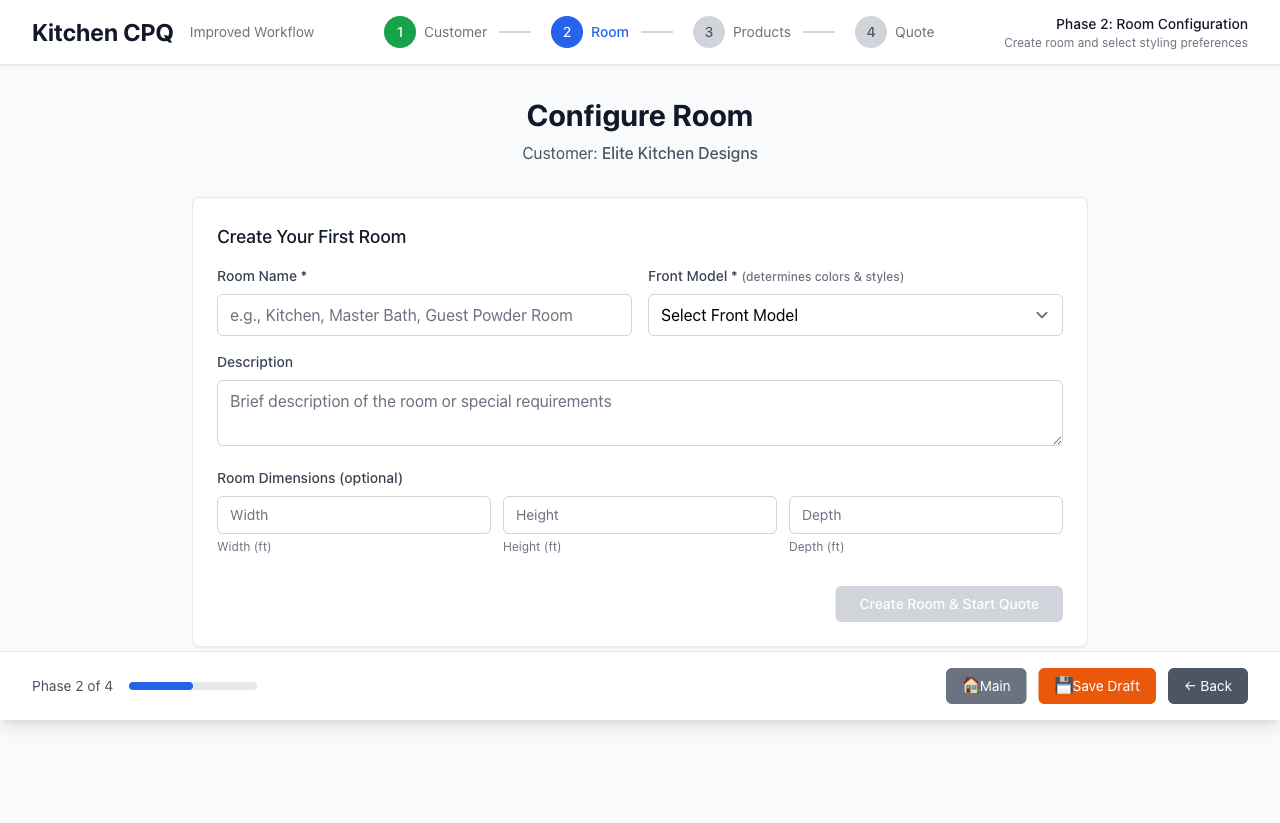 Kitchen CPQ Improved Workflow 1 Customer 2 Room 3 Products 4 Quote Phase 2: Room Configuration
Create room and select styling preferences
Configure Room
Customer: Elite Kitchen Designs
Create Your First Room
Room Name * Front Model * (determines colors & styles)
e.g., Kitchen, Master Bath, Guest Powder Room Select Front Model
Description
Brief description of the room or special requirements
Room Dimensions (optional)
Width Height Depth
Width (ft) Height (ft) Depth (ft)
Create Room & Start Quote
Phase 2 of 4 🏠Main 💾Save Draft ← Back